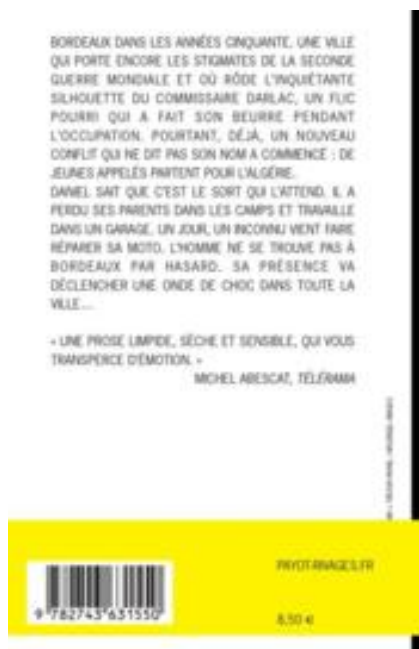 BORDEAUX DANS LES ANNÉES CINQUANTE. UNE VILLE
QUI PORTE ENCORE LES STIGMATES DE LA SECONDE
GUERRE MONDIALE ET OÙ RÔDE L'INQUIÉTANTE
SILHOUETTE DU COMMISSAIRE DARLAC, UN FLIC
POURRI QUI A FAIT SON BEURRE PENDANT
L'OCCUPATION. POURTANT, DÉJÀ, UN NOUVEAU
CONFLIT QUI NE DIT PAS SON NOM A COMMENCÉ : DE
JEUNES APPELÉS PARTENT POUR L'ALGÉRIE.
DANIEL SAIT QUE C'EST LE SORT QUI L'ATTEND. IL A
PERDU SES PARENTS DANS LES CAMPS ET TRAVAILLE
DANS UN GARAGE. UN JOUR, UN INCONNU VIENT FAIRE
RÉPARER SA MOTO. L'HOMME NE SE TROUVE PAS À
BORDEAUX PAR HASARD. SA PRÉSENCE VA
DÉCLENCHER UNE ONDE DE CHOC DANS TOUTE LA
VILLE...
« UNE PROSE LIMPIDE, SÈCHE ET SENSIBLE, QUI VOUS
TRANSPERCE D'ÉMOTION. »
MICHEL ABESCAT, TÉLÉRAMA
PAYOT-RIVAGES.FR
9 782743 631550
8,50 €